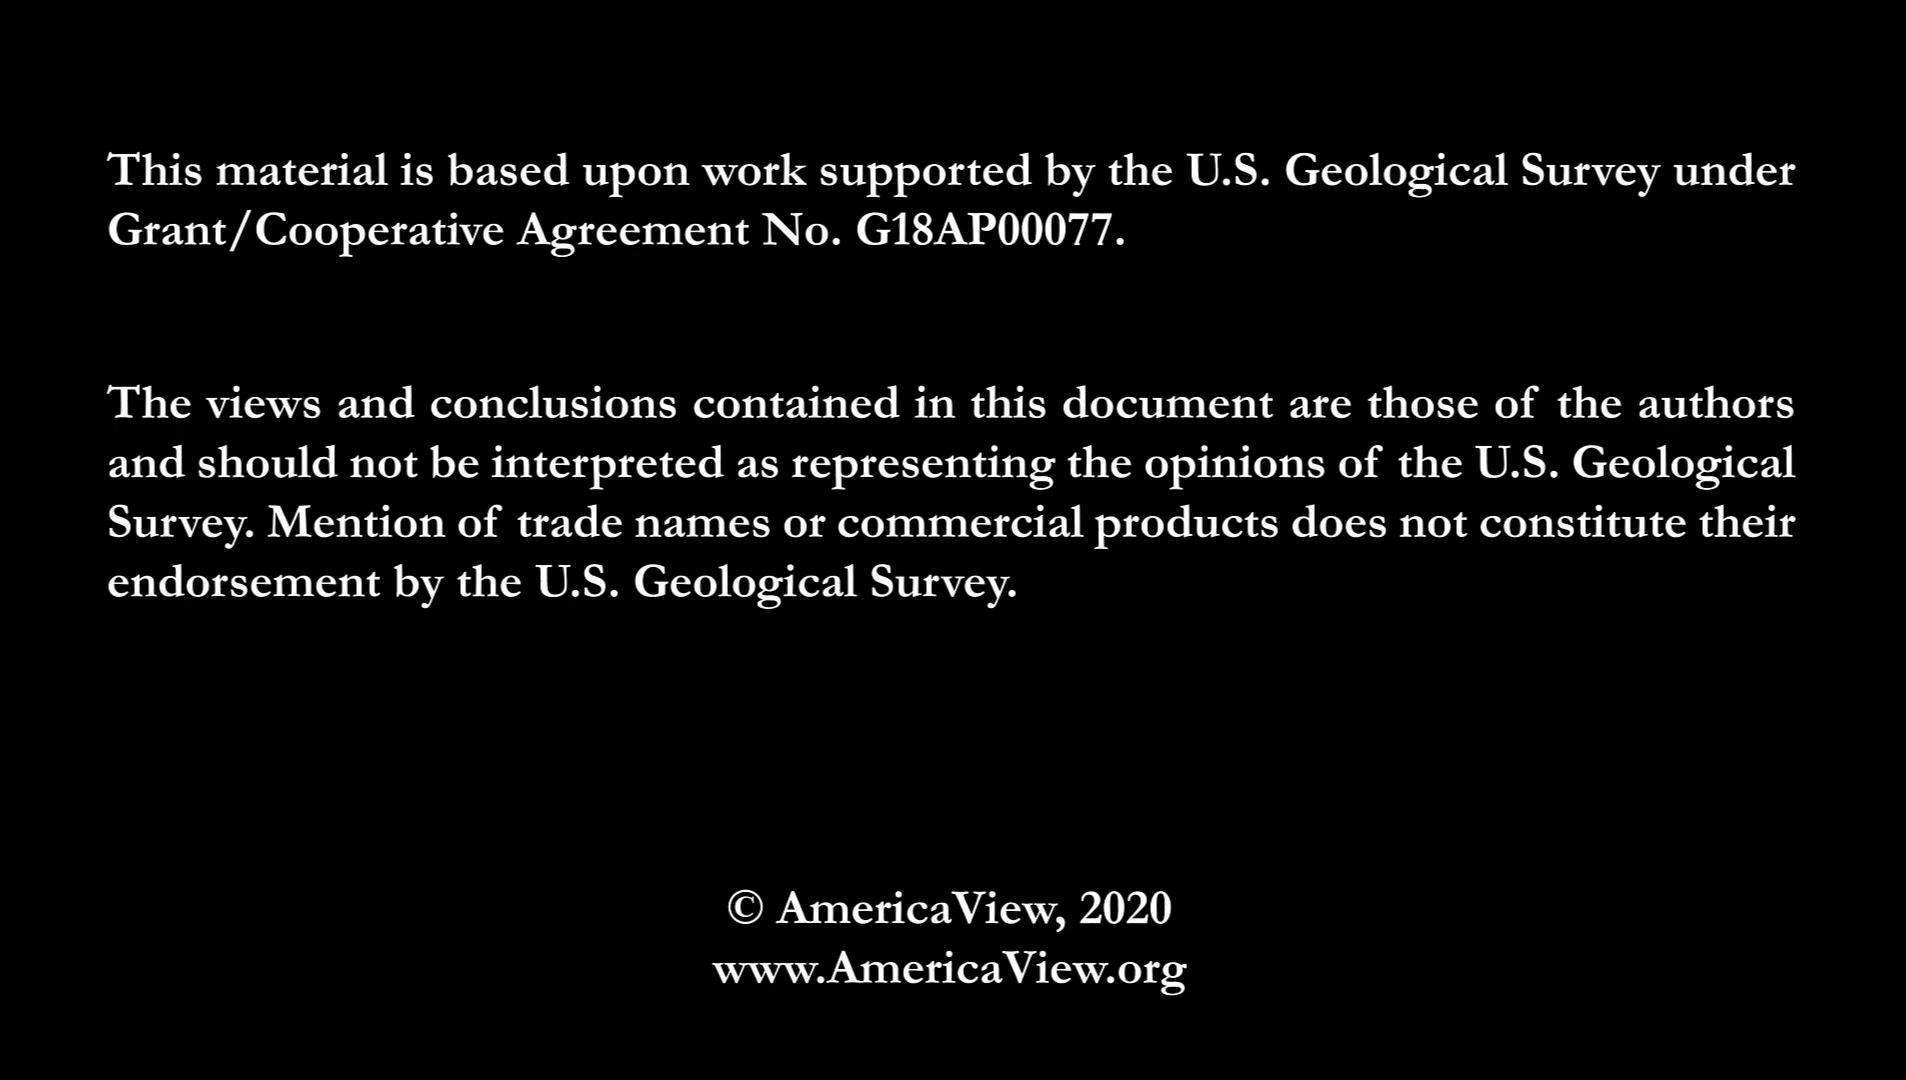 This material is based upon work supported by the U.S. Geological Survey under
Grant/Cooperative Agreement No. G18AP00077.
The views and conclusions contained in this document are those of the authors
and should not be interpreted as representing the opinions of the U.S. Geological
Survey. Mention of trade names or commercial products does not constitute their
endorsement by the U.S. Geological Survey.
© AmericaView, 2020
www.AmericaView.org